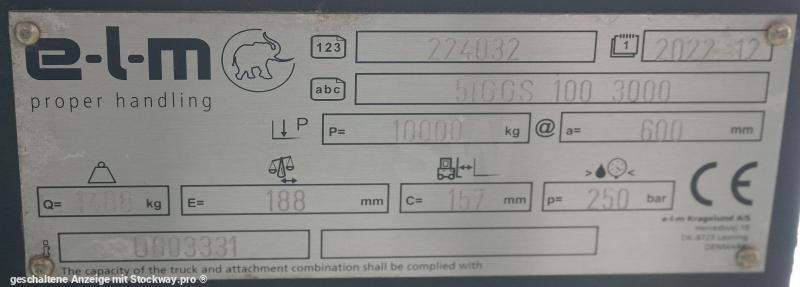 e-l-m
proper handling
123 224032 1 2022-12
abc 100 3000
P P= 10000 kg @ a= 600 mm
Q= kg E= 188 mm C= 157 mm p= 250 bar
CE
e-l-m Kragelund A/S
DENMARK
The capacity of the truck and attachment combination shall be complied with
geschaltene Anzeige mit Stockway.pro ®